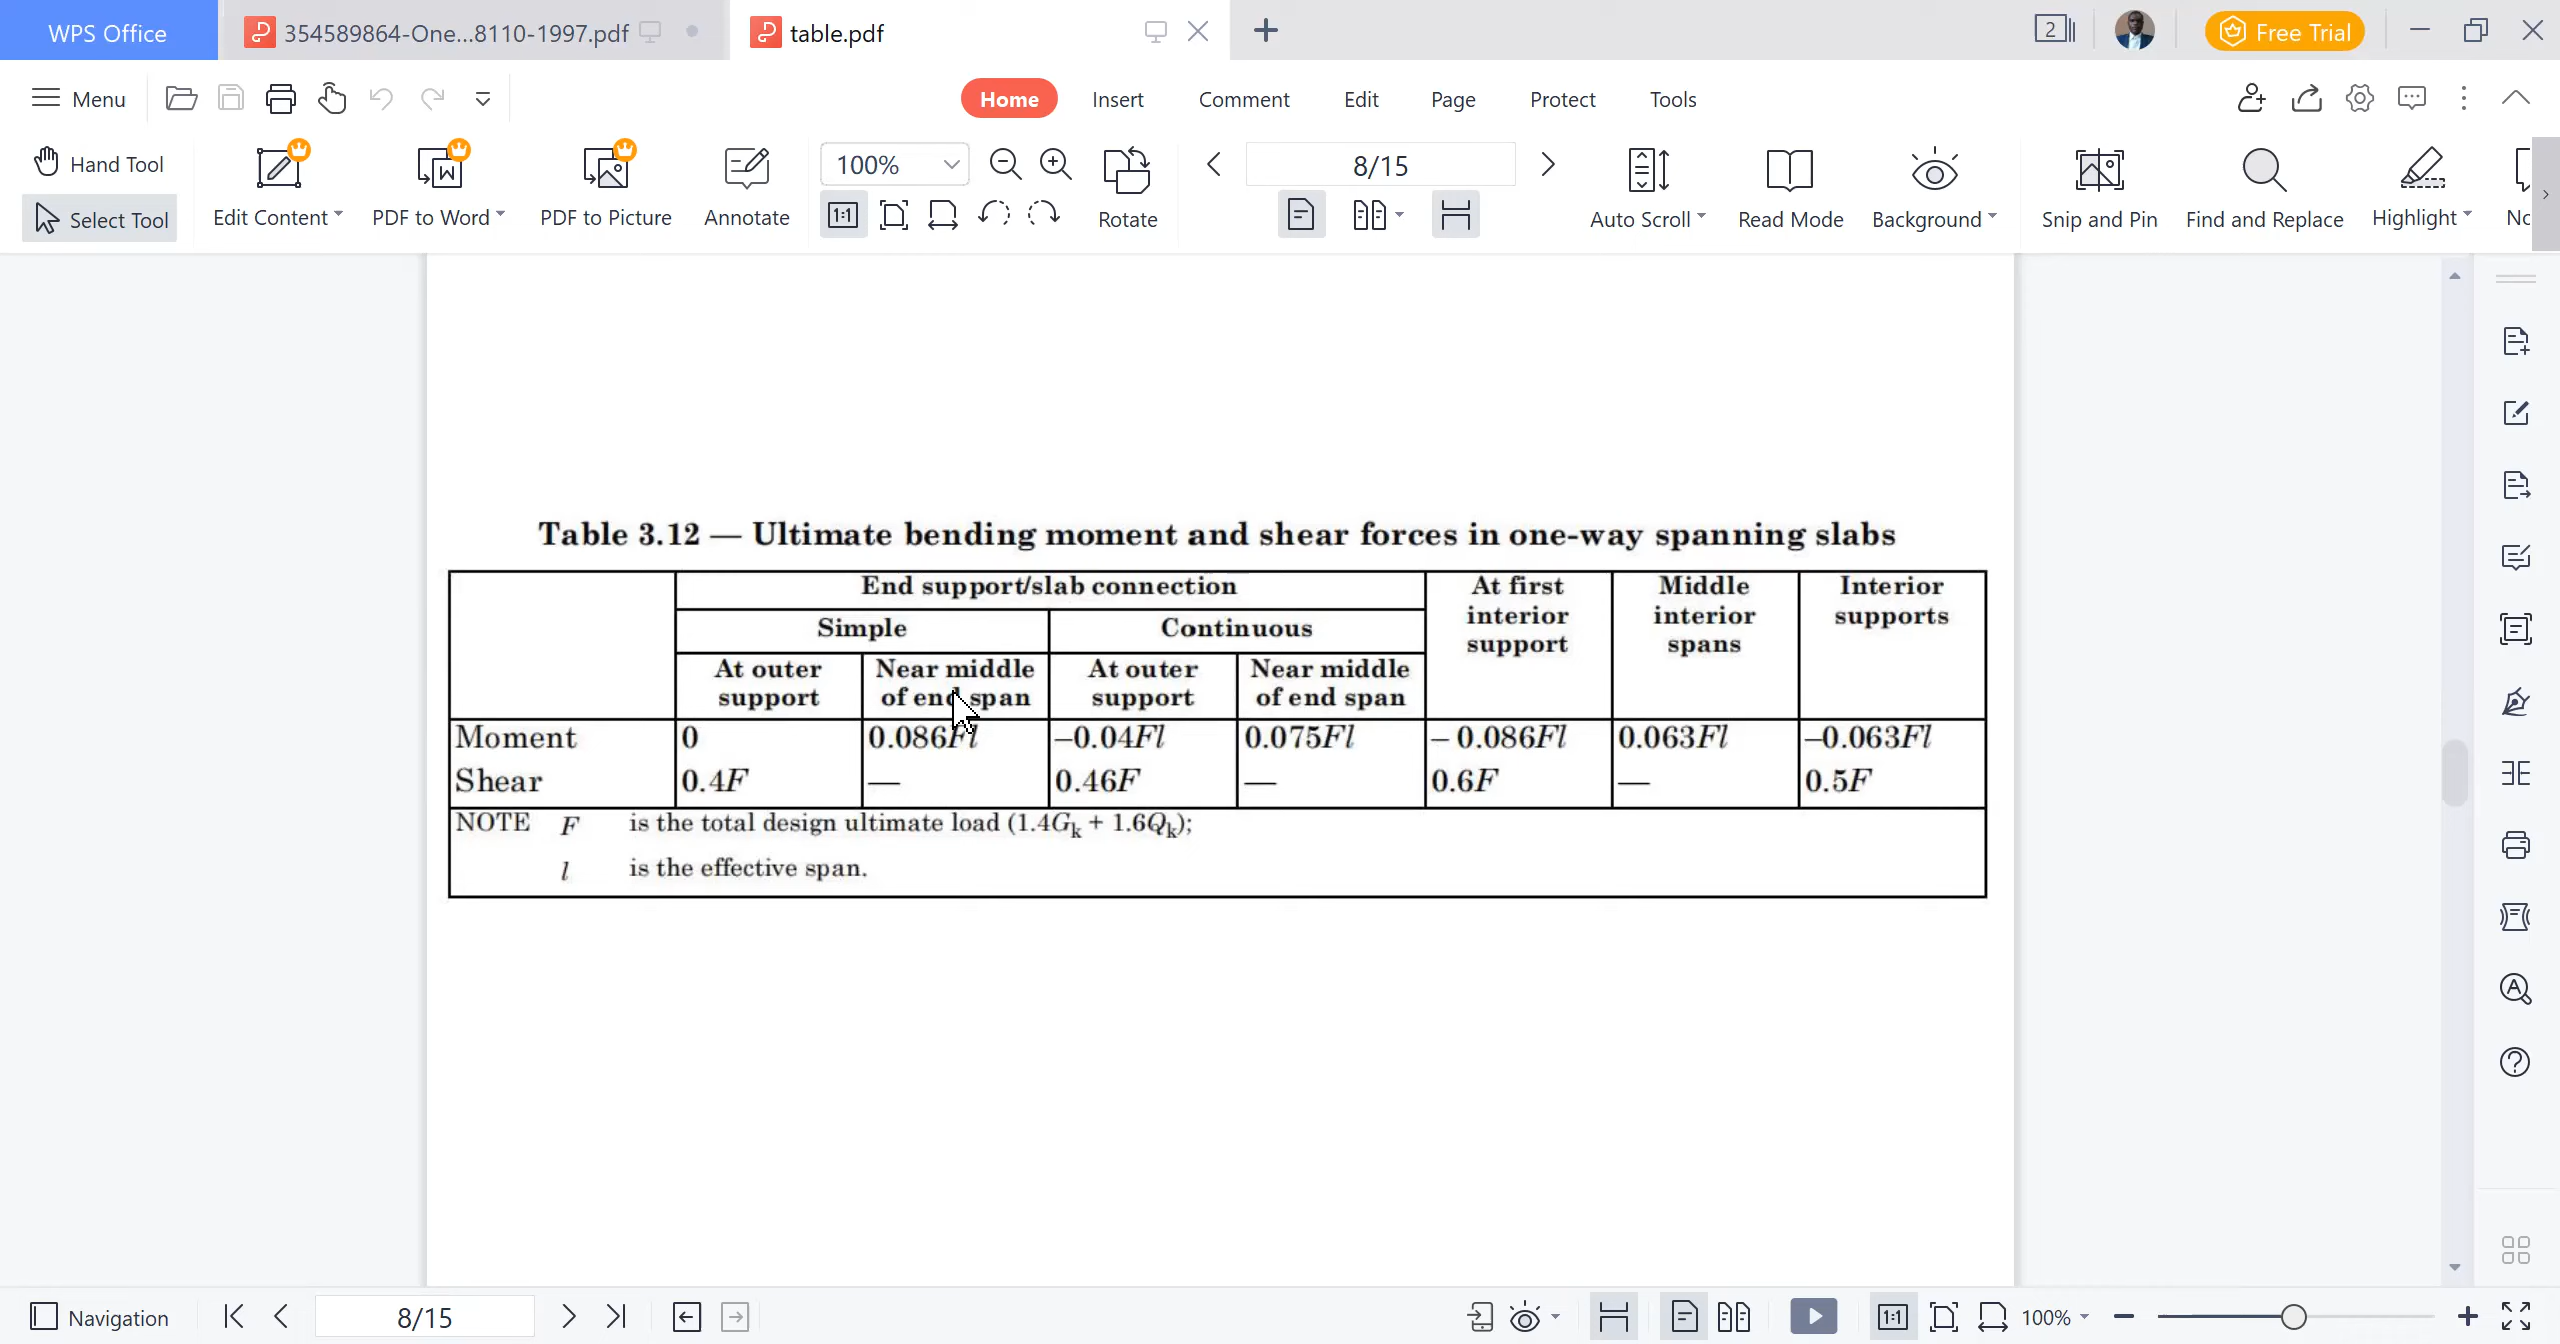 WPS Office
354589864-One...8110-1997.pdf
table.pdf
2
Free Trial
Menu
Home
Insert
Comment
Edit
Page
Protect
Tools
Hand Tool
Select Tool
Edit Content
PDF to Word
PDF to Picture
Annotate
100%
1:1
Rotate
8/15
Auto Scroll
Read Mode
Background
Snip and Pin
Find and Replace
Highlight
Table 3.12 — Ultimate bending moment and shear forces in one-way spanning slabs
End support/slab connection
At first interior support
Middle interior spans
Interior supports
Simple
Continuous
At outer support
Near middle of end span
At outer support
Near middle of end span
Moment 0 0.086Fl –0.04Fl 0.075Fl – 0.086Fl 0.063Fl –0.063Fl
Shear 0.4F — 0.46F — 0.6F — 0.5F
NOTE F is the total design ultimate load (1.4Gk + 1.6Qk);
l is the effective span.
Navigation
8/15
1:1
100%